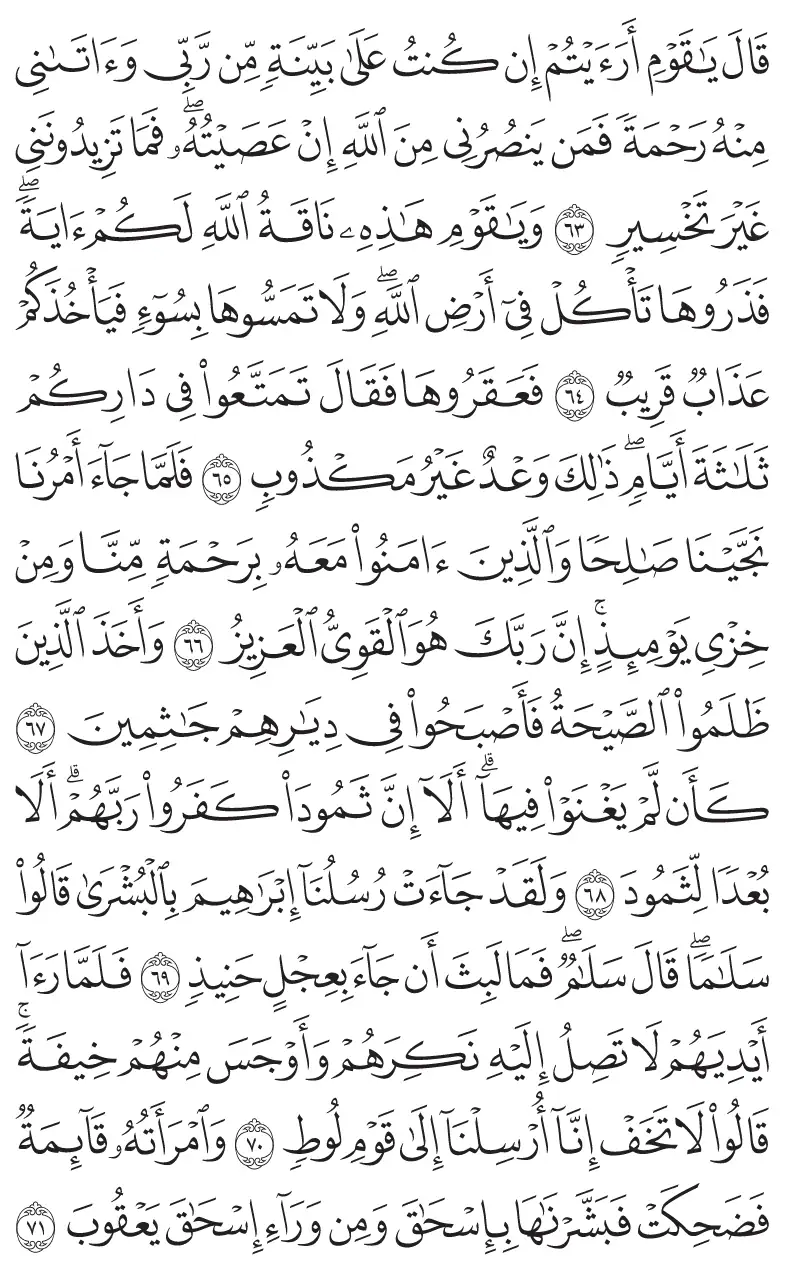 قَالَ يَـٰقَوۡمِ أَرَءَيۡتُمۡ إِن كُنتُ عَلَىٰ بَيِّنَةٖ مِّن رَّبِّي وَءَاتَىٰنِي
مِنۡهُ رَحۡمَةٗ فَمَن يَنصُرُنِي مِنَ ٱللَّهِ إِنۡ عَصَيۡتُهُۥۖ فَمَا تَزِيدُونَنِي
غَيۡرَ تَخۡسِيرٖ ٦٣ وَيَـٰقَوۡمِ هَـٰذِهِۦ نَاقَةُ ٱللَّهِ لَكُمۡ ءَايَةٗۖ
فَذَرُوهَا تَأۡكُلۡ فِيٓ أَرۡضِ ٱللَّهِۖ وَلَا تَمَسُّوهَا بِسُوٓءٖ فَيَأۡخُذَكُمۡ
عَذَابٞ قَرِيبٞ ٦٤ فَعَقَرُوهَا فَقَالَ تَمَتَّعُواْ فِي دَارِكُمۡ
ثَلَـٰثَةَ أَيَّامٖۖ ذَٰلِكَ وَعۡدٌ غَيۡرُ مَكۡذُوبٖ ٦٥ فَلَمَّا جَآءَ أَمۡرُنَا
نَجَّيۡنَا صَـٰلِحٗا وَٱلَّذِينَ ءَامَنُواْ مَعَهُۥ بِرَحۡمَةٖ مِّنَّا وَمِنۡ
خِزۡيِ يَوۡمِئِذٍۚ إِنَّ رَبَّكَ هُوَ ٱلۡقَوِيُّ ٱلۡعَزِيزُ ٦٦ وَأَخَذَ ٱلَّذِينَ
ظَلَمُواْ ٱلصَّيۡحَةُ فَأَصۡبَحُواْ فِي دِيَـٰرِهِمۡ جَـٰثِمِينَ ٦٧
كَأَن لَّمۡ يَغۡنَوۡاْ فِيهَآۗ أَلَآ إِنَّ ثَمُودَاْ كَفَرُواْ رَبَّهُمۡۗ أَلَا
بُعۡدٗا لِّثَمُودَ ٦٨ وَلَقَدۡ جَآءَتۡ رُسُلُنَآ إِبۡرَٰهِيمَ بِٱلۡبُشۡرَىٰ قَالُواْ
سَلَـٰمٗاۖ قَالَ سَلَـٰمٞۖ فَمَا لَبِثَ أَن جَآءَ بِعِجۡلٍ حَنِيذٖ ٦٩ فَلَمَّا رَءَآ
أَيۡدِيَهُمۡ لَا تَصِلُ إِلَيۡهِ نَكِرَهُمۡ وَأَوۡجَسَ مِنۡهُمۡ خِيفَةٗۚ
قَالُواْ لَا تَخَفۡ إِنَّآ أُرۡسِلۡنَآ إِلَىٰ قَوۡمِ لُوطٖ ٧٠ وَٱمۡرَأَتُهُۥ قَآئِمَةٞ
فَضَحِكَتۡ فَبَشَّرۡنَـٰهَا بِإِسۡحَـٰقَ وَمِن وَرَآءِ إِسۡحَـٰقَ يَعۡقُوبَ ٧١